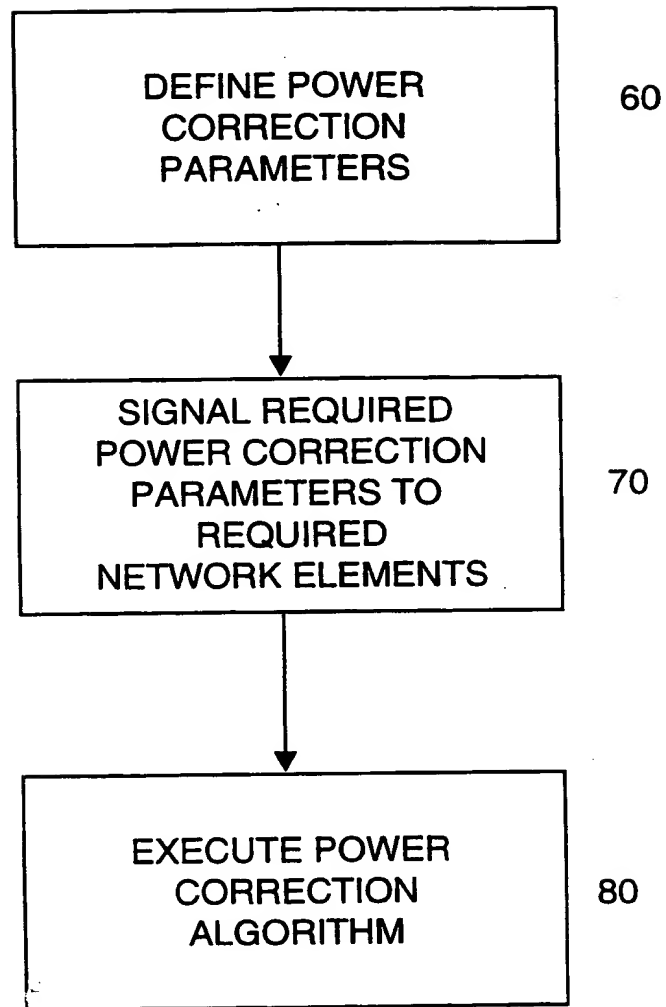 DEFINE POWER
CORRECTION
PARAMETERS
60
SIGNAL REQUIRED
POWER CORRECTION
PARAMETERS TO
REQUIRED
NETWORK ELEMENTS
70
EXECUTE POWER
CORRECTION
ALGORITHM
80